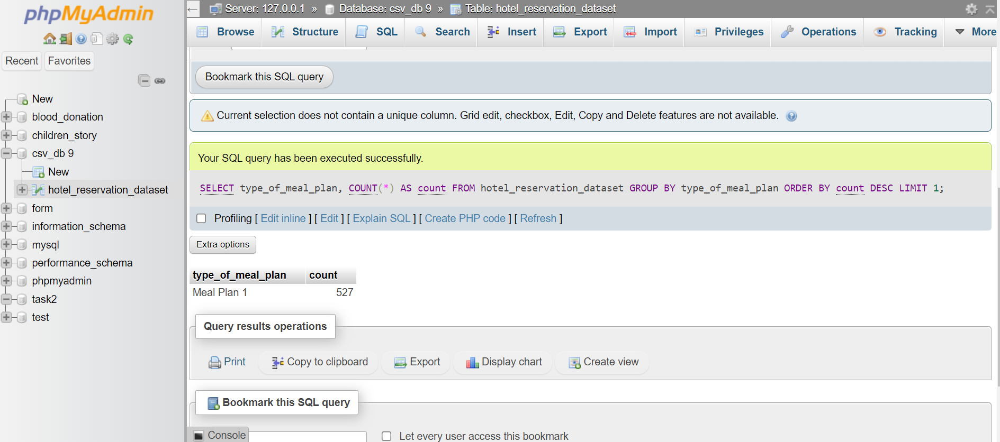 phpMyAdmin
Recent Favorites
New
blood_donation
children_story
csv_db 9
New
hotel_reservation_dataset
form
information_schema
mysql
performance_schema
phpmyadmin
task2
test
← Server: 127.0.0.1 » Database: csv_db 9 » Table: hotel_reservation_dataset
Browse Structure SQL Search Insert Export Import Privileges Operations Tracking More
Bookmark this SQL query
Current selection does not contain a unique column. Grid edit, checkbox, Edit, Copy and Delete features are not available.
Your SQL query has been executed successfully.
SELECT type_of_meal_plan, COUNT(*) AS count FROM hotel_reservation_dataset GROUP BY type_of_meal_plan ORDER BY count DESC LIMIT 1;
Profiling [ Edit inline ] [ Edit ] [ Explain SQL ] [ Create PHP code ] [ Refresh ]
Extra options
type_of_meal_plan count
Meal Plan 1 527
Query results operations
Print Copy to clipboard Export Display chart Create view
Bookmark this SQL query
Console
Let every user access this bookmark